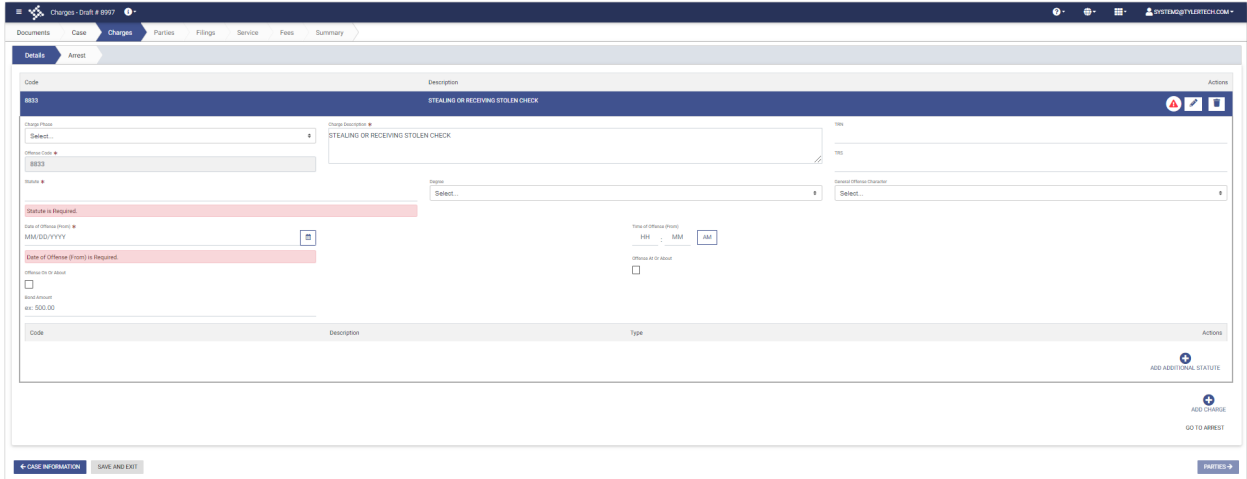 Charges - Draft # 8997
SYSTEM2@TYLERTECH.COM
Documents Case Charges Parties Filings Service Fees Summary
Details Arrest
Code Description Actions
8833 STEALING OR RECEIVING STOLEN CHECK
Charge Phase Charge Description TRN
Select... STEALING OR RECEIVING STOLEN CHECK
Offense Code TRS
8833
Statute Degree General Offense Character
Select... Select...
Statute is Required.
Date of Offense (From) Time of Offense (From)
MM/DD/YYYY HH : MM AM
Date of Offense (From) is Required. Offense At Or About
Offense On Or About
Bond Amount
ex: 500.00
Code Description Type Actions
ADD ADDITIONAL STATUTE
ADD CHARGE
GO TO ARREST
CASE INFORMATION SAVE AND EXIT PARTIES